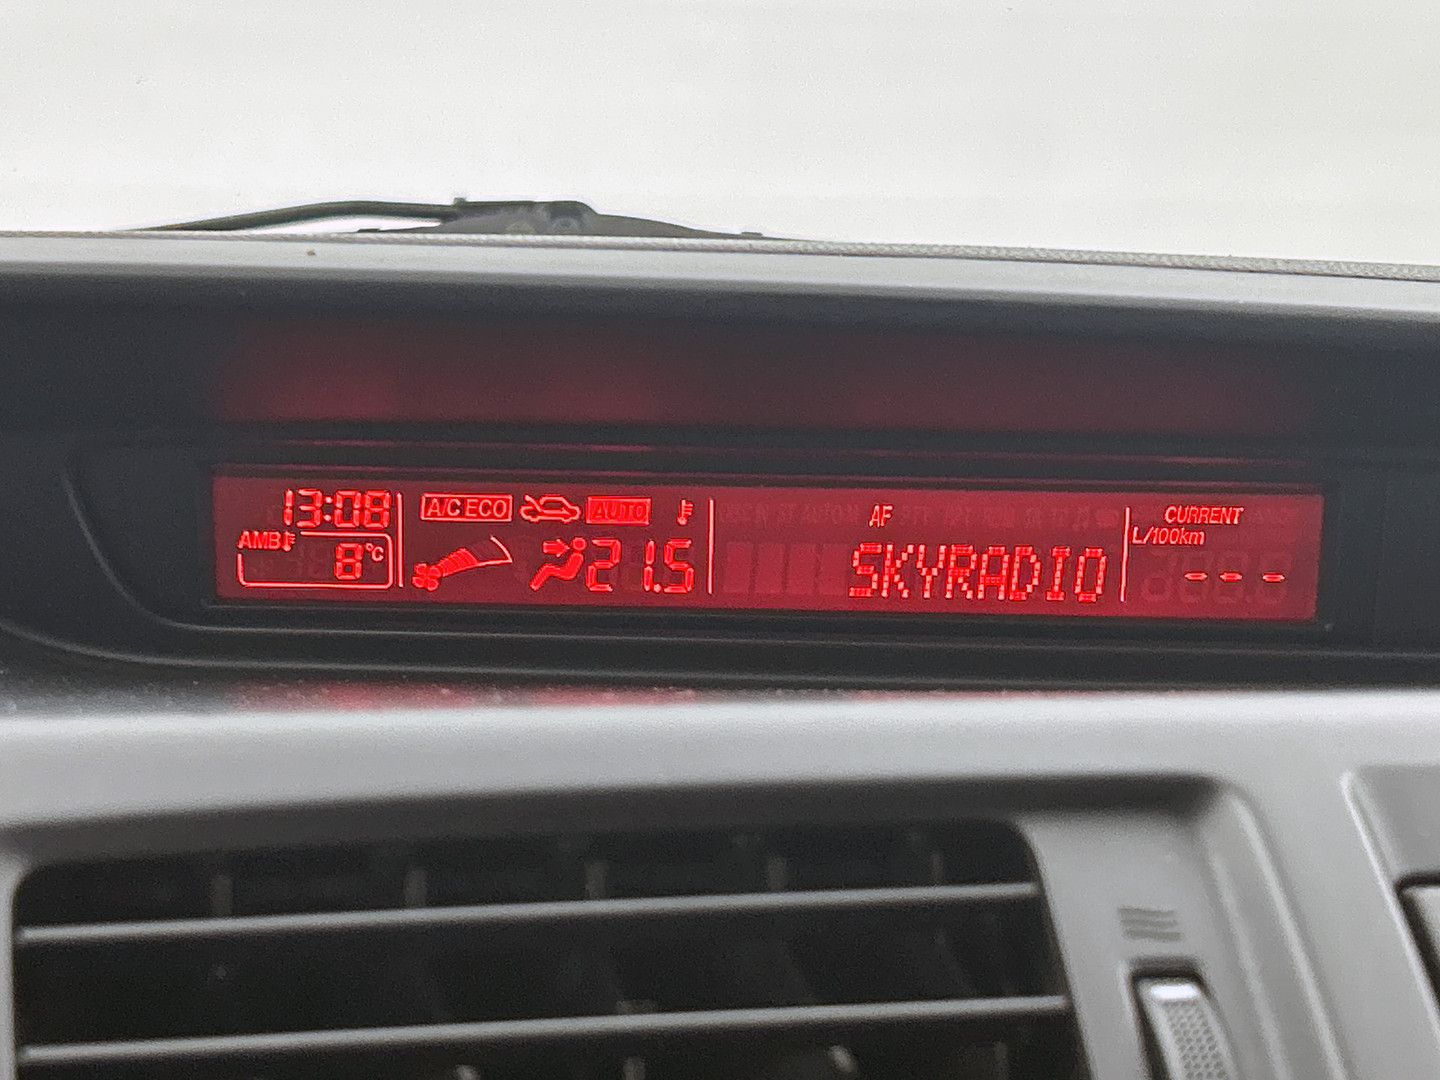 13:08
AMB
8°C
A/C ECO
AUTO
21.5
AF
SKYRADIO
CURRENT
L/100km
---